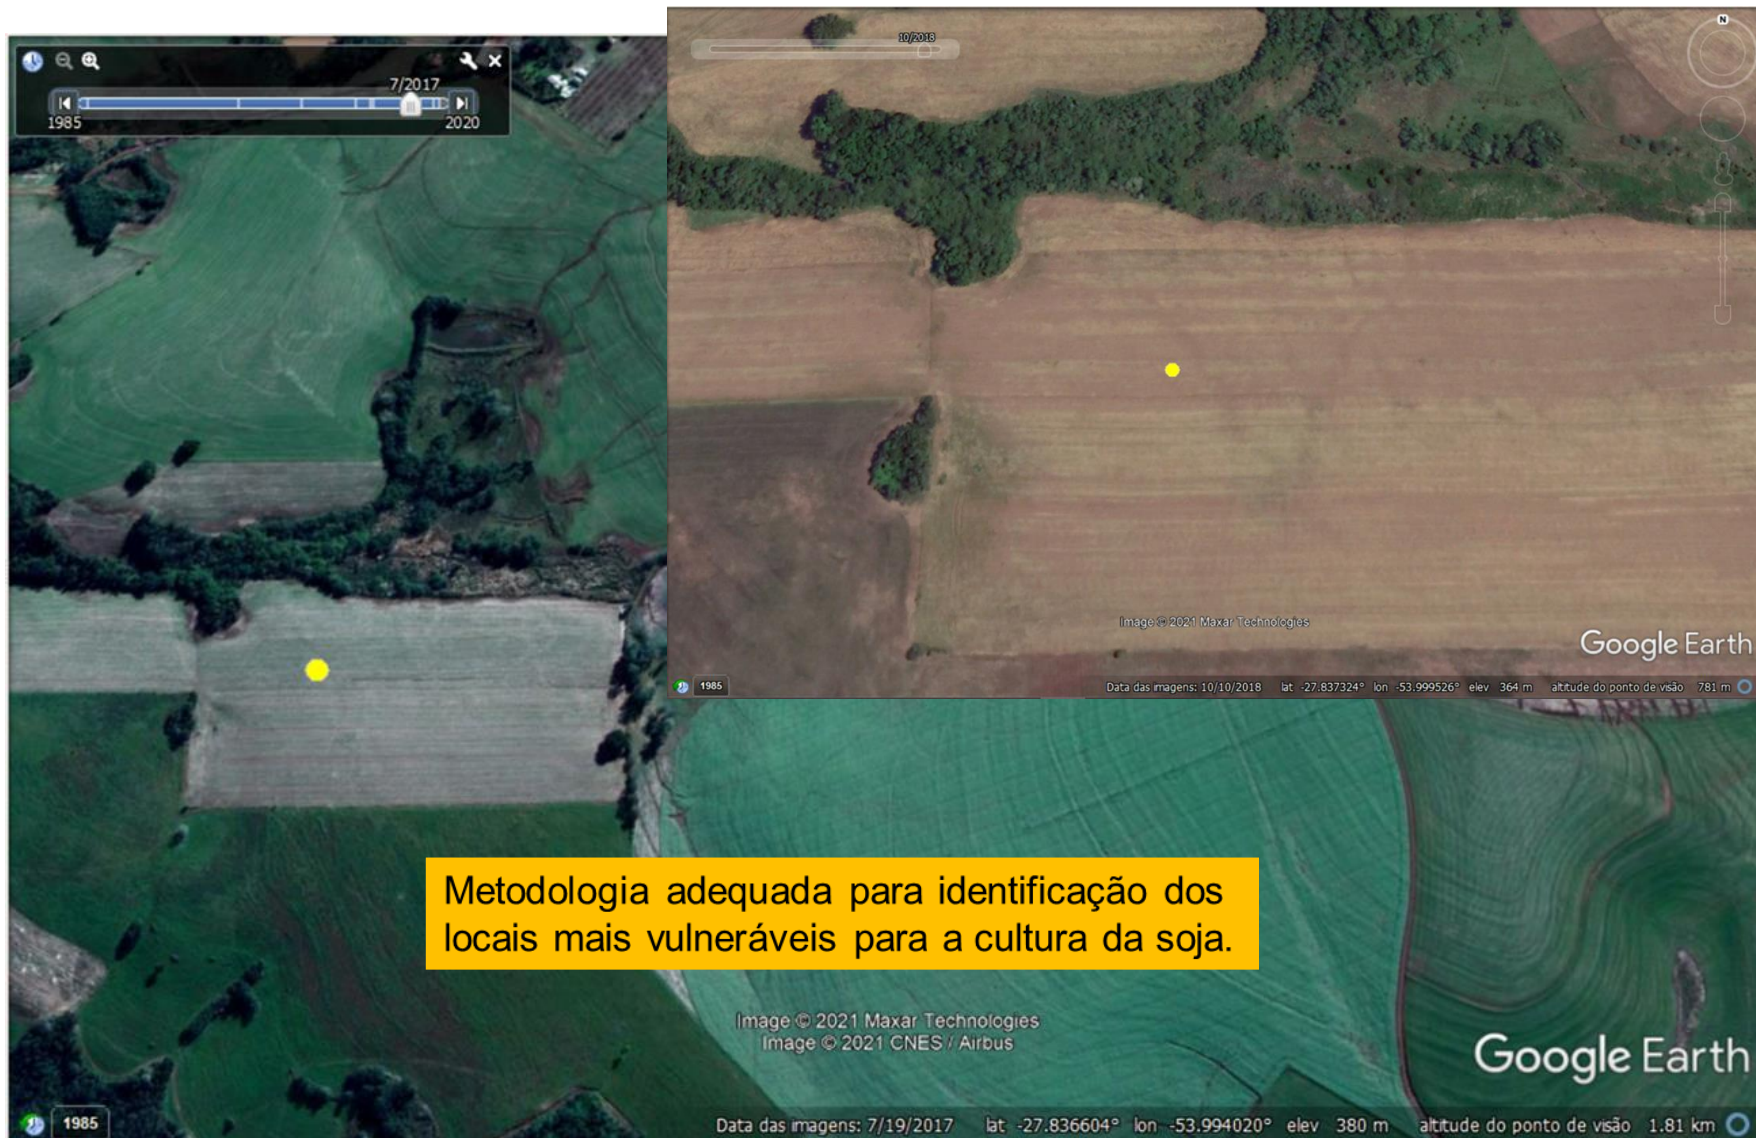 7/2017
1985
2020
10/2018
N
Image © 2021 Maxar Technologies
Google Earth
1985
Data das imagens: 10/10/2018 lat -27.837324° lon -53.999526° elev 364 m altitude do ponto de visão 781 m
Metodologia adequada para identificação dos
locais mais vulneráveis para a cultura da soja.
Image © 2021 Maxar Technologies
Image © 2021 CNES / Airbus
Google Earth
1985
Data das imagens: 7/19/2017 lat -27.836604° lon -53.994020° elev 380 m altitude do ponto de visão 1.81 km